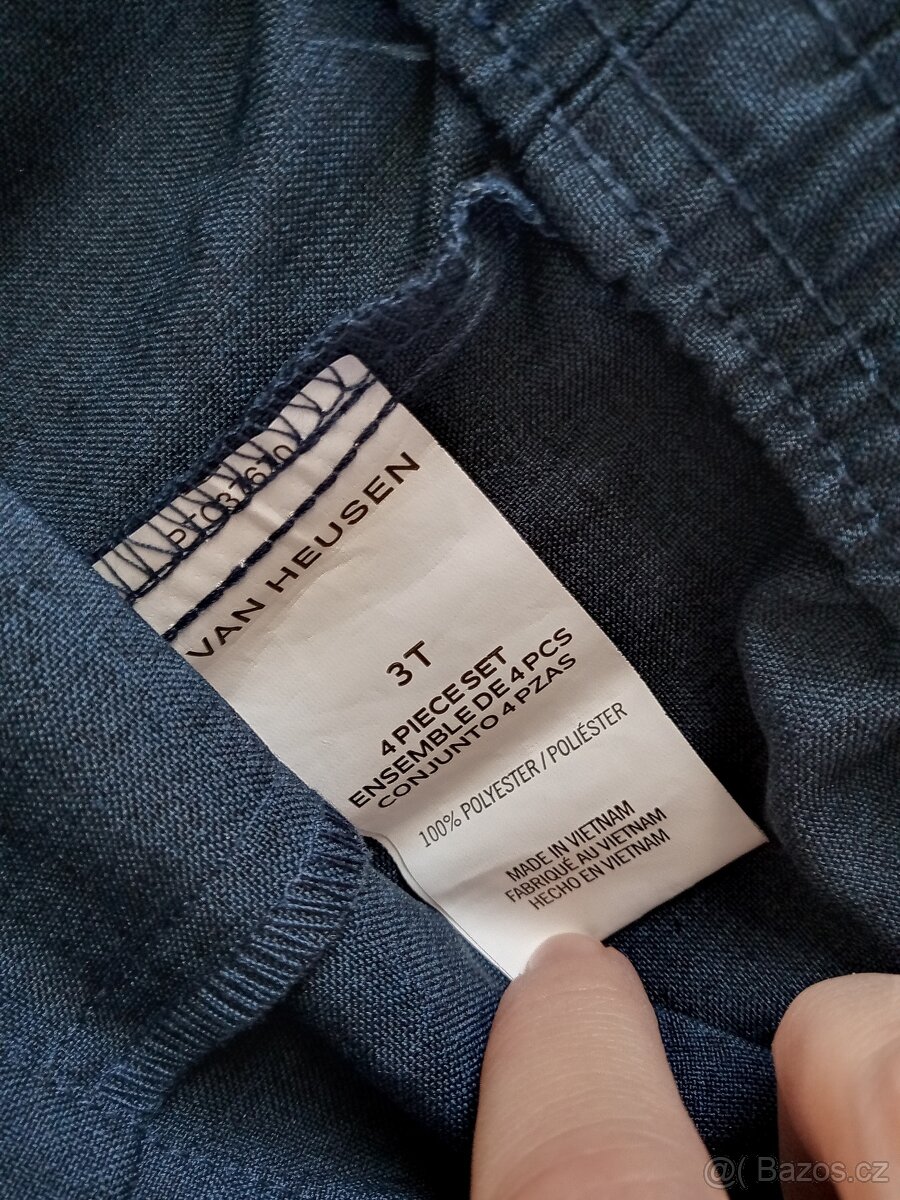 VAN HEUSEN
3T
4 PIECE SET
ENSEMBLE DE 4 PCS
CONJUNTO 4 PZAS
100% POLYESTER / POLIÉSTER
MADE IN VIETNAM
FABRIQUÉ AU VIETNAM
HECHO EN VIETNAM
@( Bazos.cz